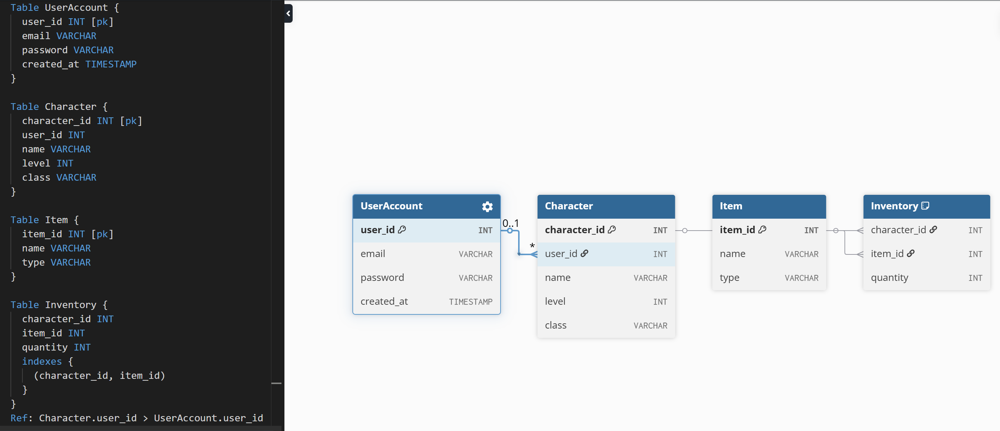 Table UserAccount {
user_id INT [pk]
email VARCHAR
password VARCHAR
created_at TIMESTAMP
}
Table Character {
character_id INT [pk]
user_id INT
name VARCHAR
level INT
class VARCHAR
}
Table Item {
item_id INT [pk]
name VARCHAR
type VARCHAR
}
Table Inventory {
character_id INT
item_id INT
quantity INT
indexes {
(character_id, item_id)
}
}
Ref: Character.user_id > UserAccount.user_id
UserAccount
user_id INT
email VARCHAR
password VARCHAR
created_at TIMESTAMP
0..1
*
Character
character_id INT
user_id INT
name VARCHAR
level INT
class VARCHAR
Item
item_id INT
name VARCHAR
type VARCHAR
Inventory
character_id INT
item_id INT
quantity INT